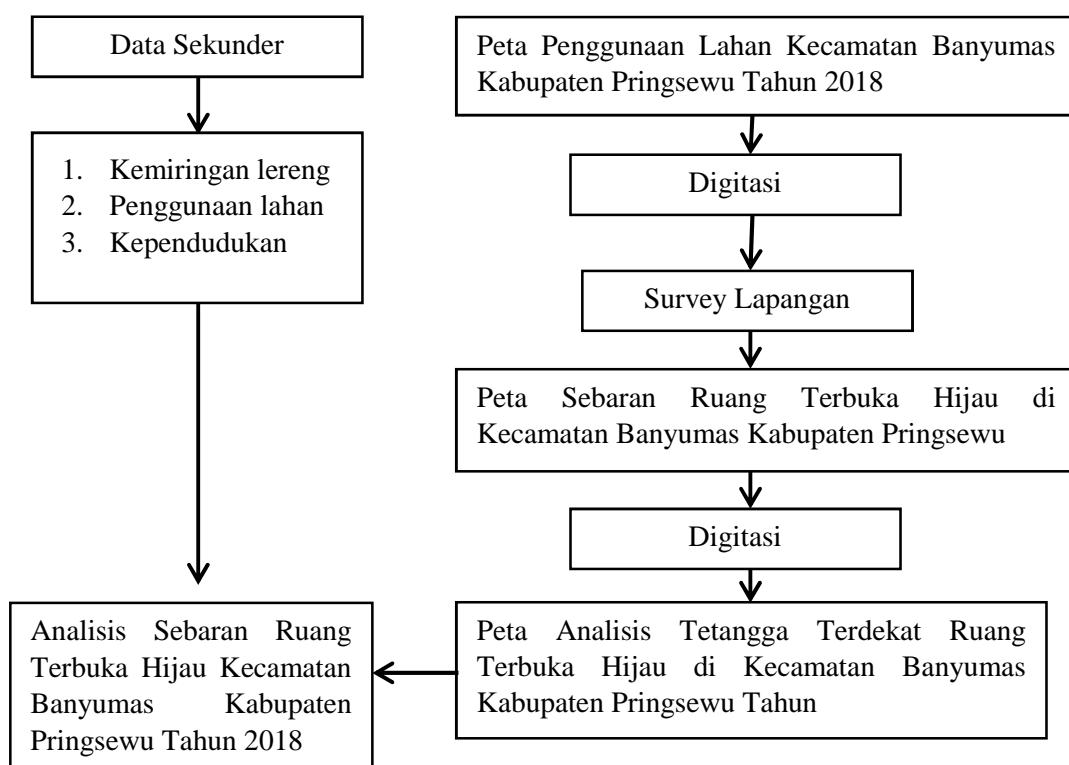 Data Sekunder
1. Kemiringan lereng
2. Penggunaan lahan
3. Kependudukan
Peta Penggunaan Lahan Kecamatan Banyumas
Kabupaten Pringsewu Tahun 2018
Digitasi
Survey Lapangan
Peta Sebaran Ruang Terbuka Hijau di
Kecamatan Banyumas Kabupaten Pringsewu
Digitasi
Peta Analisis Tetangga Terdekat Ruang
Terbuka Hijau di Kecamatan Banyumas
Kabupaten Pringsewu Tahun
Analisis Sebaran Ruang
Terbuka Hijau Kecamatan
Banyumas Kabupaten
Pringsewu Tahun 2018